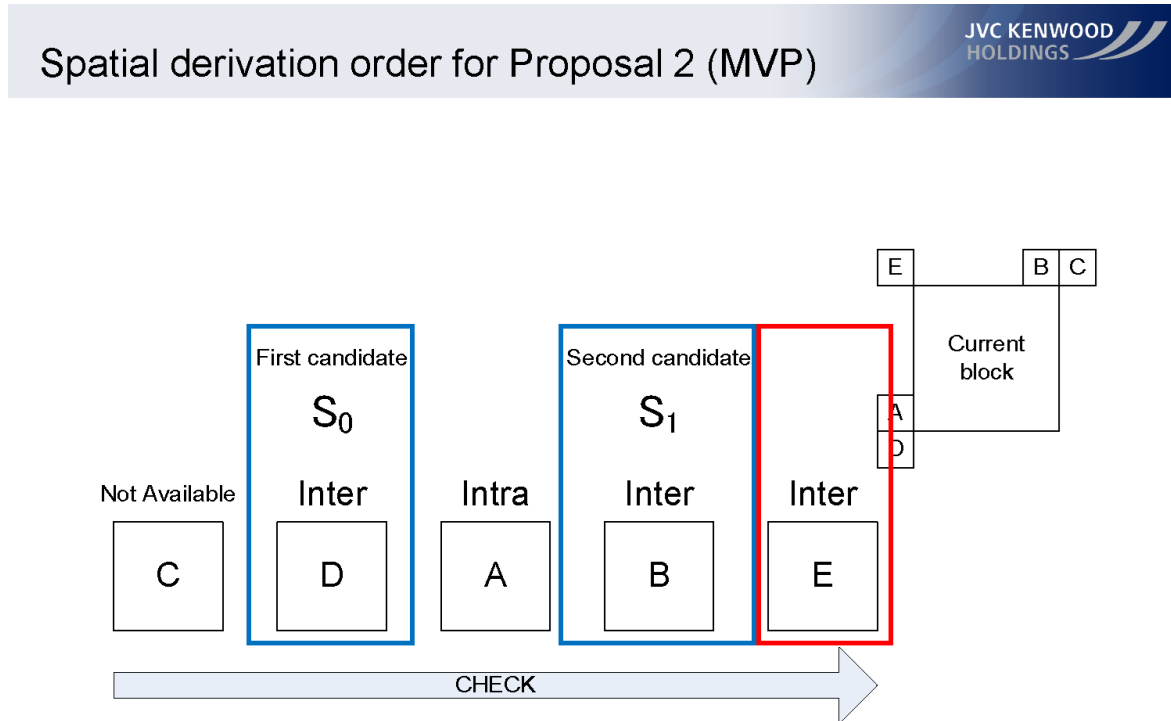 Spatial derivation order for Proposal 2 (MVP)
JVC KENWOOD
HOLDINGS
E
B C
Current
block
A
D
First candidate
Second candidate
S₀
S₁
Not Available
Inter
Intra
Inter
Inter
C
D
A
B
E
CHECK